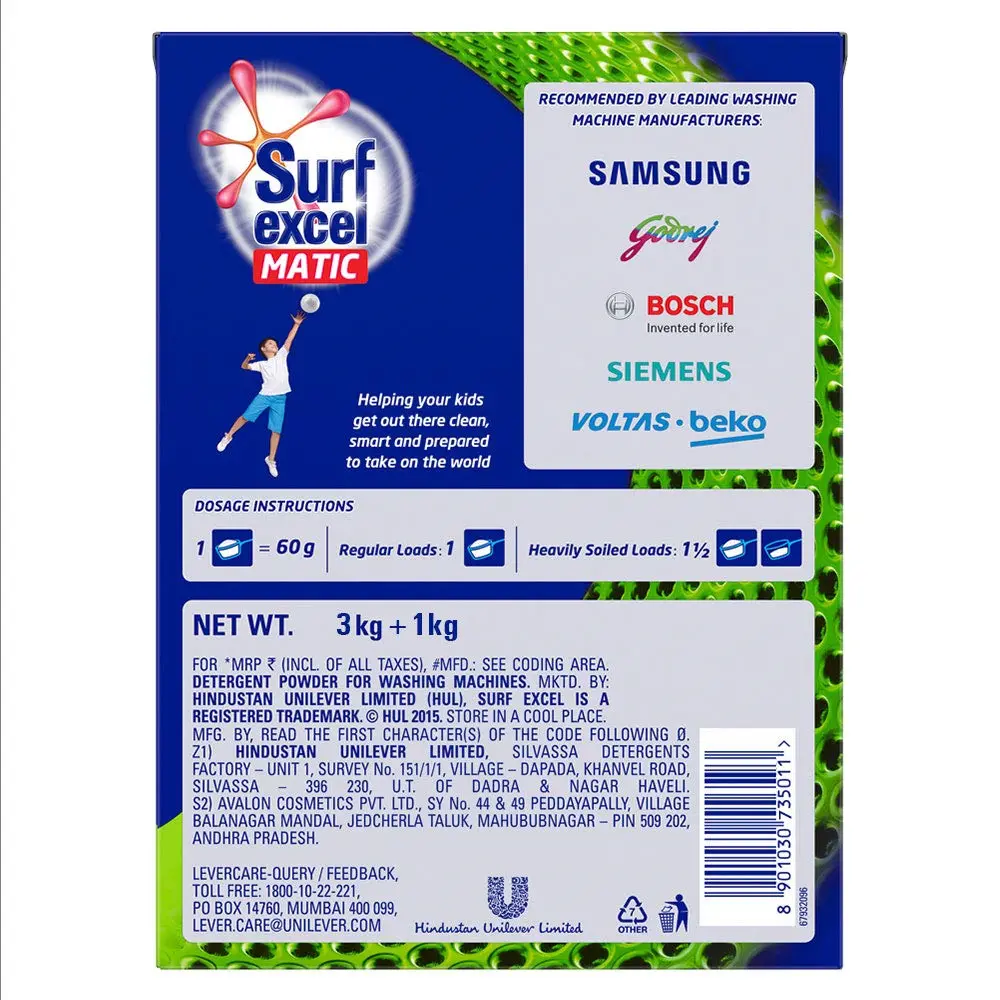 Surf
excel
MATIC
RECOMMENDED BY LEADING WASHING
MACHINE MANUFACTURERS:
SAMSUNG
Godrej
BOSCH
Invented for life
SIEMENS
VOLTAS • beko
Helping your kids
get out there clean,
smart and prepared
to take on the world
DOSAGE INSTRUCTIONS
1 = 60g | Regular Loads: 1 | Heavily Soiled Loads: 1½
NET WT. 3kg + 1kg
FOR *MRP ₹ (INCL. OF ALL TAXES), #MFD.: SEE CODING AREA.
DETERGENT POWDER FOR WASHING MACHINES. MKTD. BY:
HINDUSTAN UNILEVER LIMITED (HUL), SURF EXCEL IS A
REGISTERED TRADEMARK. © HUL 2015. STORE IN A COOL PLACE.
MFG. BY, READ THE FIRST CHARACTER(S) OF THE CODE FOLLOWING Ø.
Z1) HINDUSTAN UNILEVER LIMITED, SILVASSA DETERGENTS
FACTORY – UNIT 1, SURVEY No. 151/1/1, VILLAGE – DAPADA, KHANVEL ROAD,
SILVASSA – 396 230, U.T. OF DADRA & NAGAR HAVELI.
S2) AVALON COSMETICS PVT. LTD., SY No. 44 & 49 PEDDAYAPALLY, VILLAGE
BALANAGAR MANDAL, JEDCHERLA TALUK, MAHUBUBNAGAR – PIN 509 202,
ANDHRA PRADESH.
LEVERCARE-QUERY / FEEDBACK,
TOLL FREE: 1800-10-22-221,
PO BOX 14760, MUMBAI 400 099,
LEVER.CARE@UNILEVER.COM
Hindustan Unilever Limited
7
OTHER
8 901030 735011 >
67932096